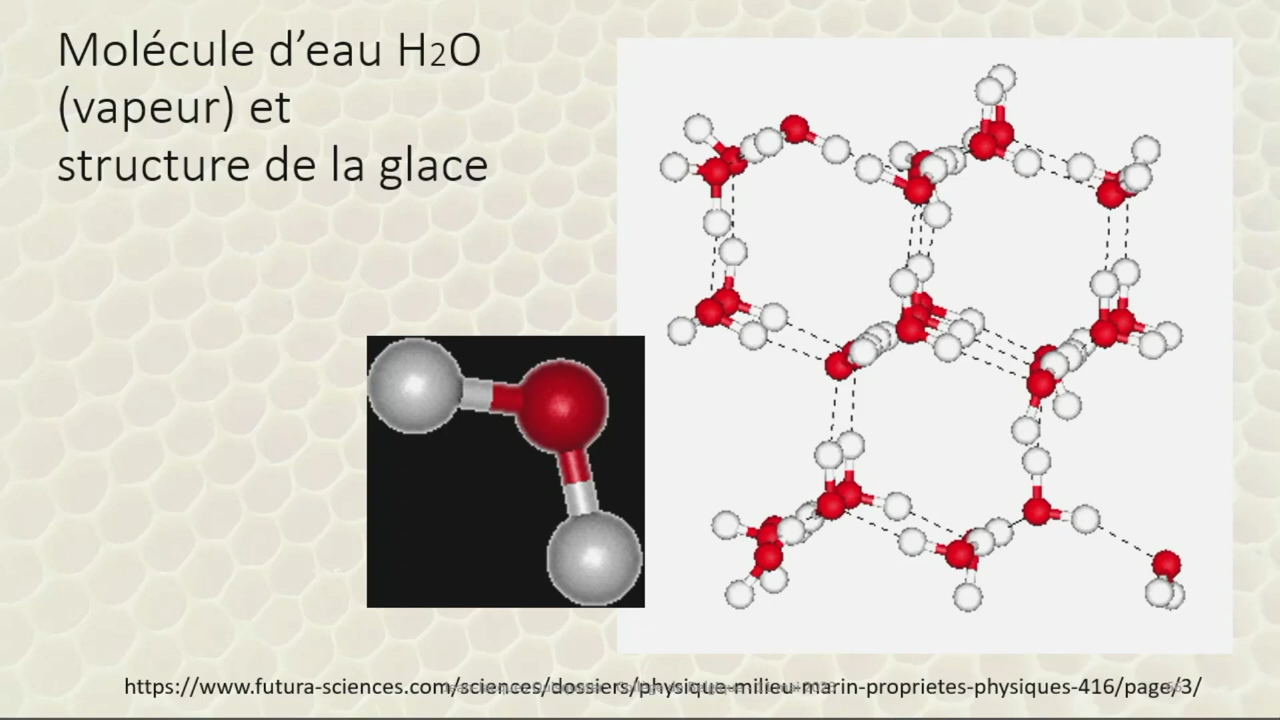 Molécule d’eau H2O
(vapeur) et
structure de la glace
https://www.futura-sciences.com/sciences/dossiers/physique-milieu-marin-proprietes-physiques-416/page/3/